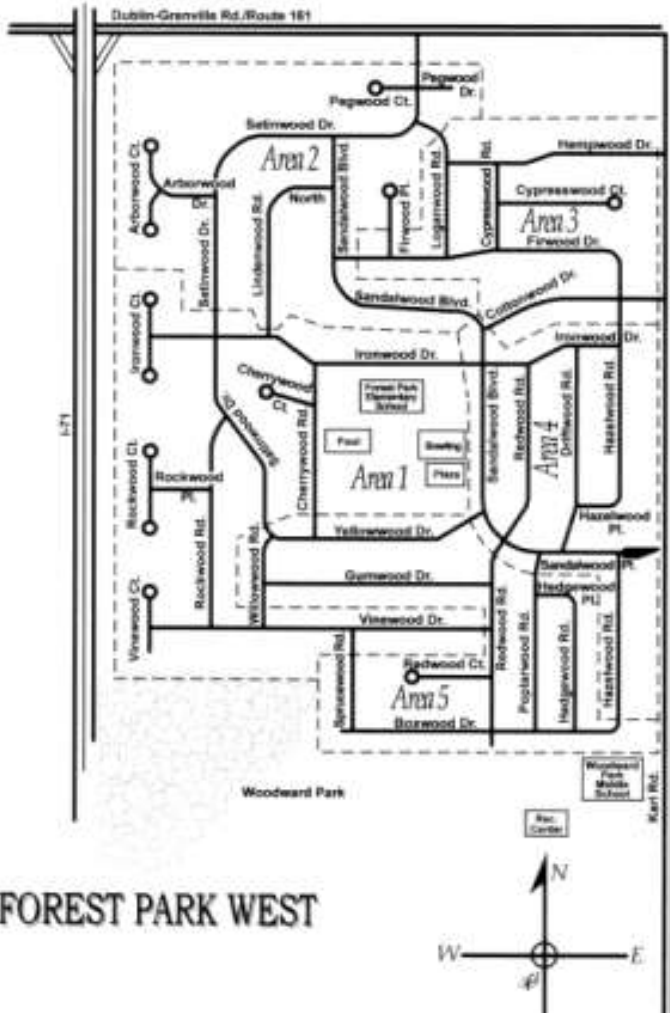 Dublin-Granville Rd./Route 161
Pegwood Dr.
Pegwood Ct.
Satinwood Dr.
Area 2
Hempwood Dr.
Arborwood Ct.
Arborwood Dr.
North
Sandalwood Blvd.
Firwood Pl.
Loganwood Rd.
Cypresswood Rd.
Cypresswood Ct.
Area 3
Firwood Dr.
Satinwood Dr.
Lindenwood Rd.
Sandalwood Blvd.
Cottonwood Dr.
Ironwood Ct.
Ironwood Dr.
Ironwood Dr.
Cherrywood Ct.
Forest Park
Elementary
School
Satinwood Dr.
Cherrywood Rd.
Pool
Bowling
Plaza
Area 1
Sandalwood Blvd.
Redwood Rd.
Area 4
Driftwood Rd.
Hazelwood Rd.
I-71
Rockwood Ct.
Rockwood Pl.
Hazelwood Pl.
Rockwood Rd.
Willowwood Rd.
Yellowwood Dr.
Sandalwood Pl.
Gumwood Dr.
Hedgewood Pl.
Vinewood Ct.
Vinewood Dr.
Sprucewood Rd.
Redwood Ct.
Redwood Rd.
Poplarwood Rd.
Hedgewood Rd.
Hazelwood Rd.
Area 5
Boxwood Dr.
Woodward Park
Woodward
Park
Middle
School
Karl Rd.
Rec.
Center
FOREST PARK WEST
N
W
E